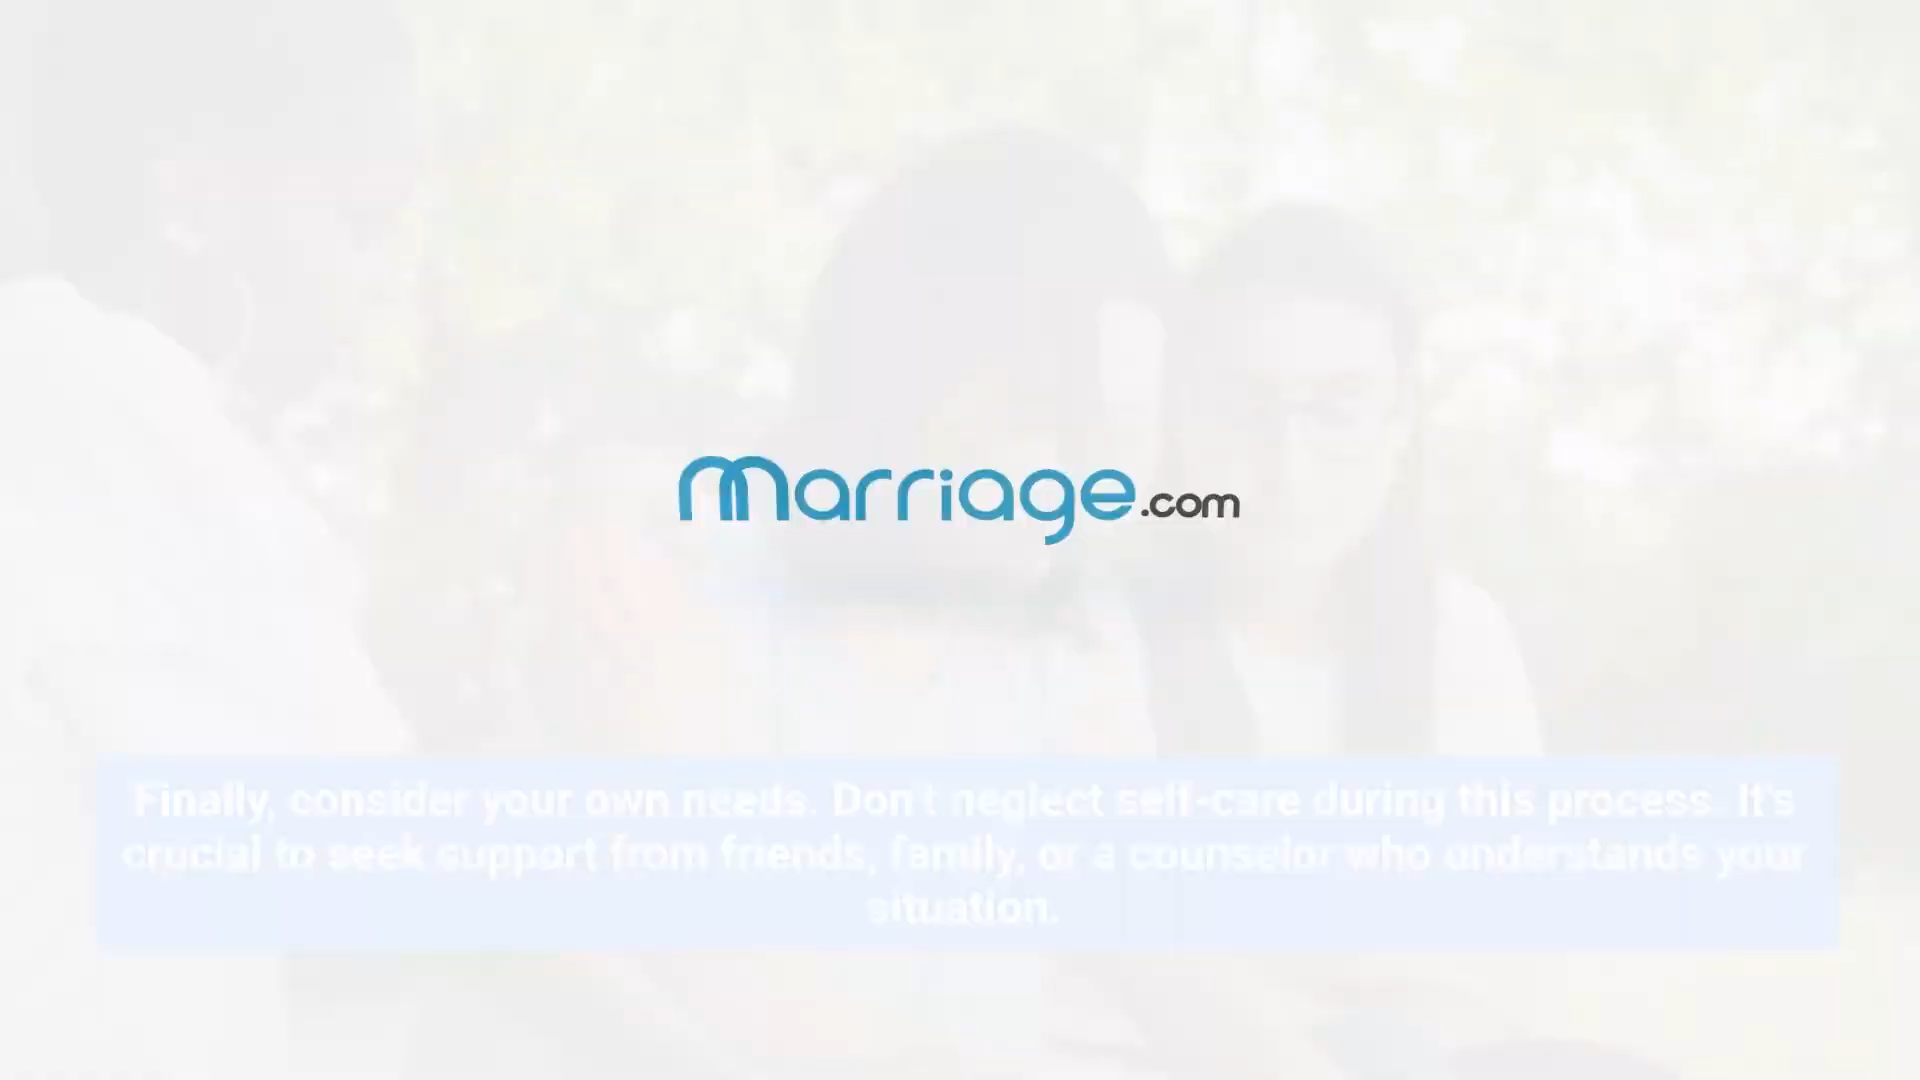 Marriage.com
Finally, consider your own needs. Don't neglect self-care during this process. It's
crucial to seek support from friends, family, or a counselor who understands your
situation.